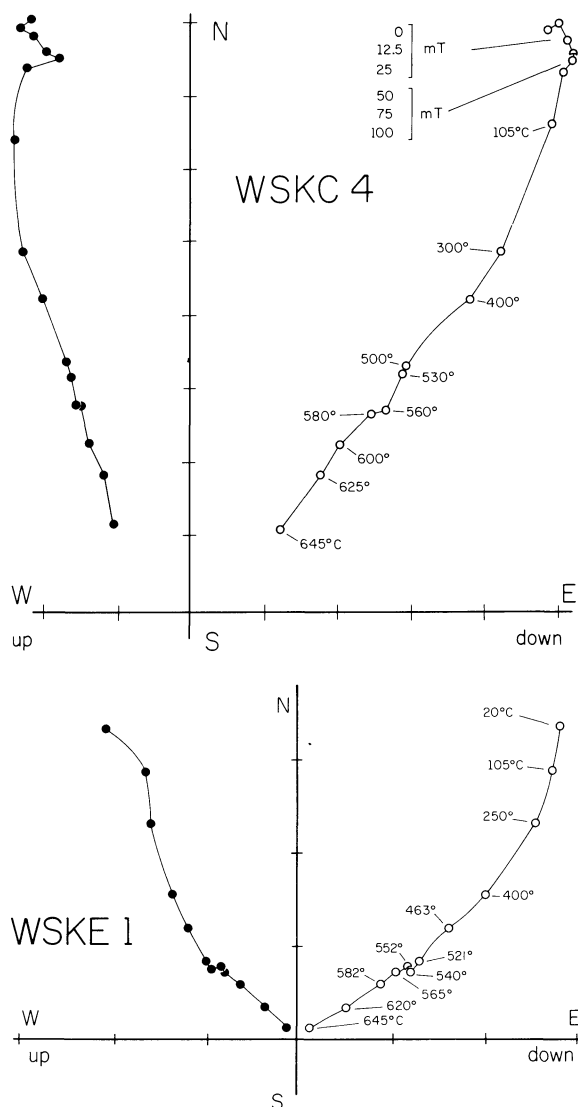 N
0
12.5 mT
25
50
75 mT
100
105°C
WSKC 4
300°
400°
500°
530°
580°
560°
600°
625°
645°C
W
E
up
S
down
N
20°C
105°C
250°
400°
WSKE 1
463°
552°
521°
582°
540°
565°
620°
W
645°C
E
up
down
S